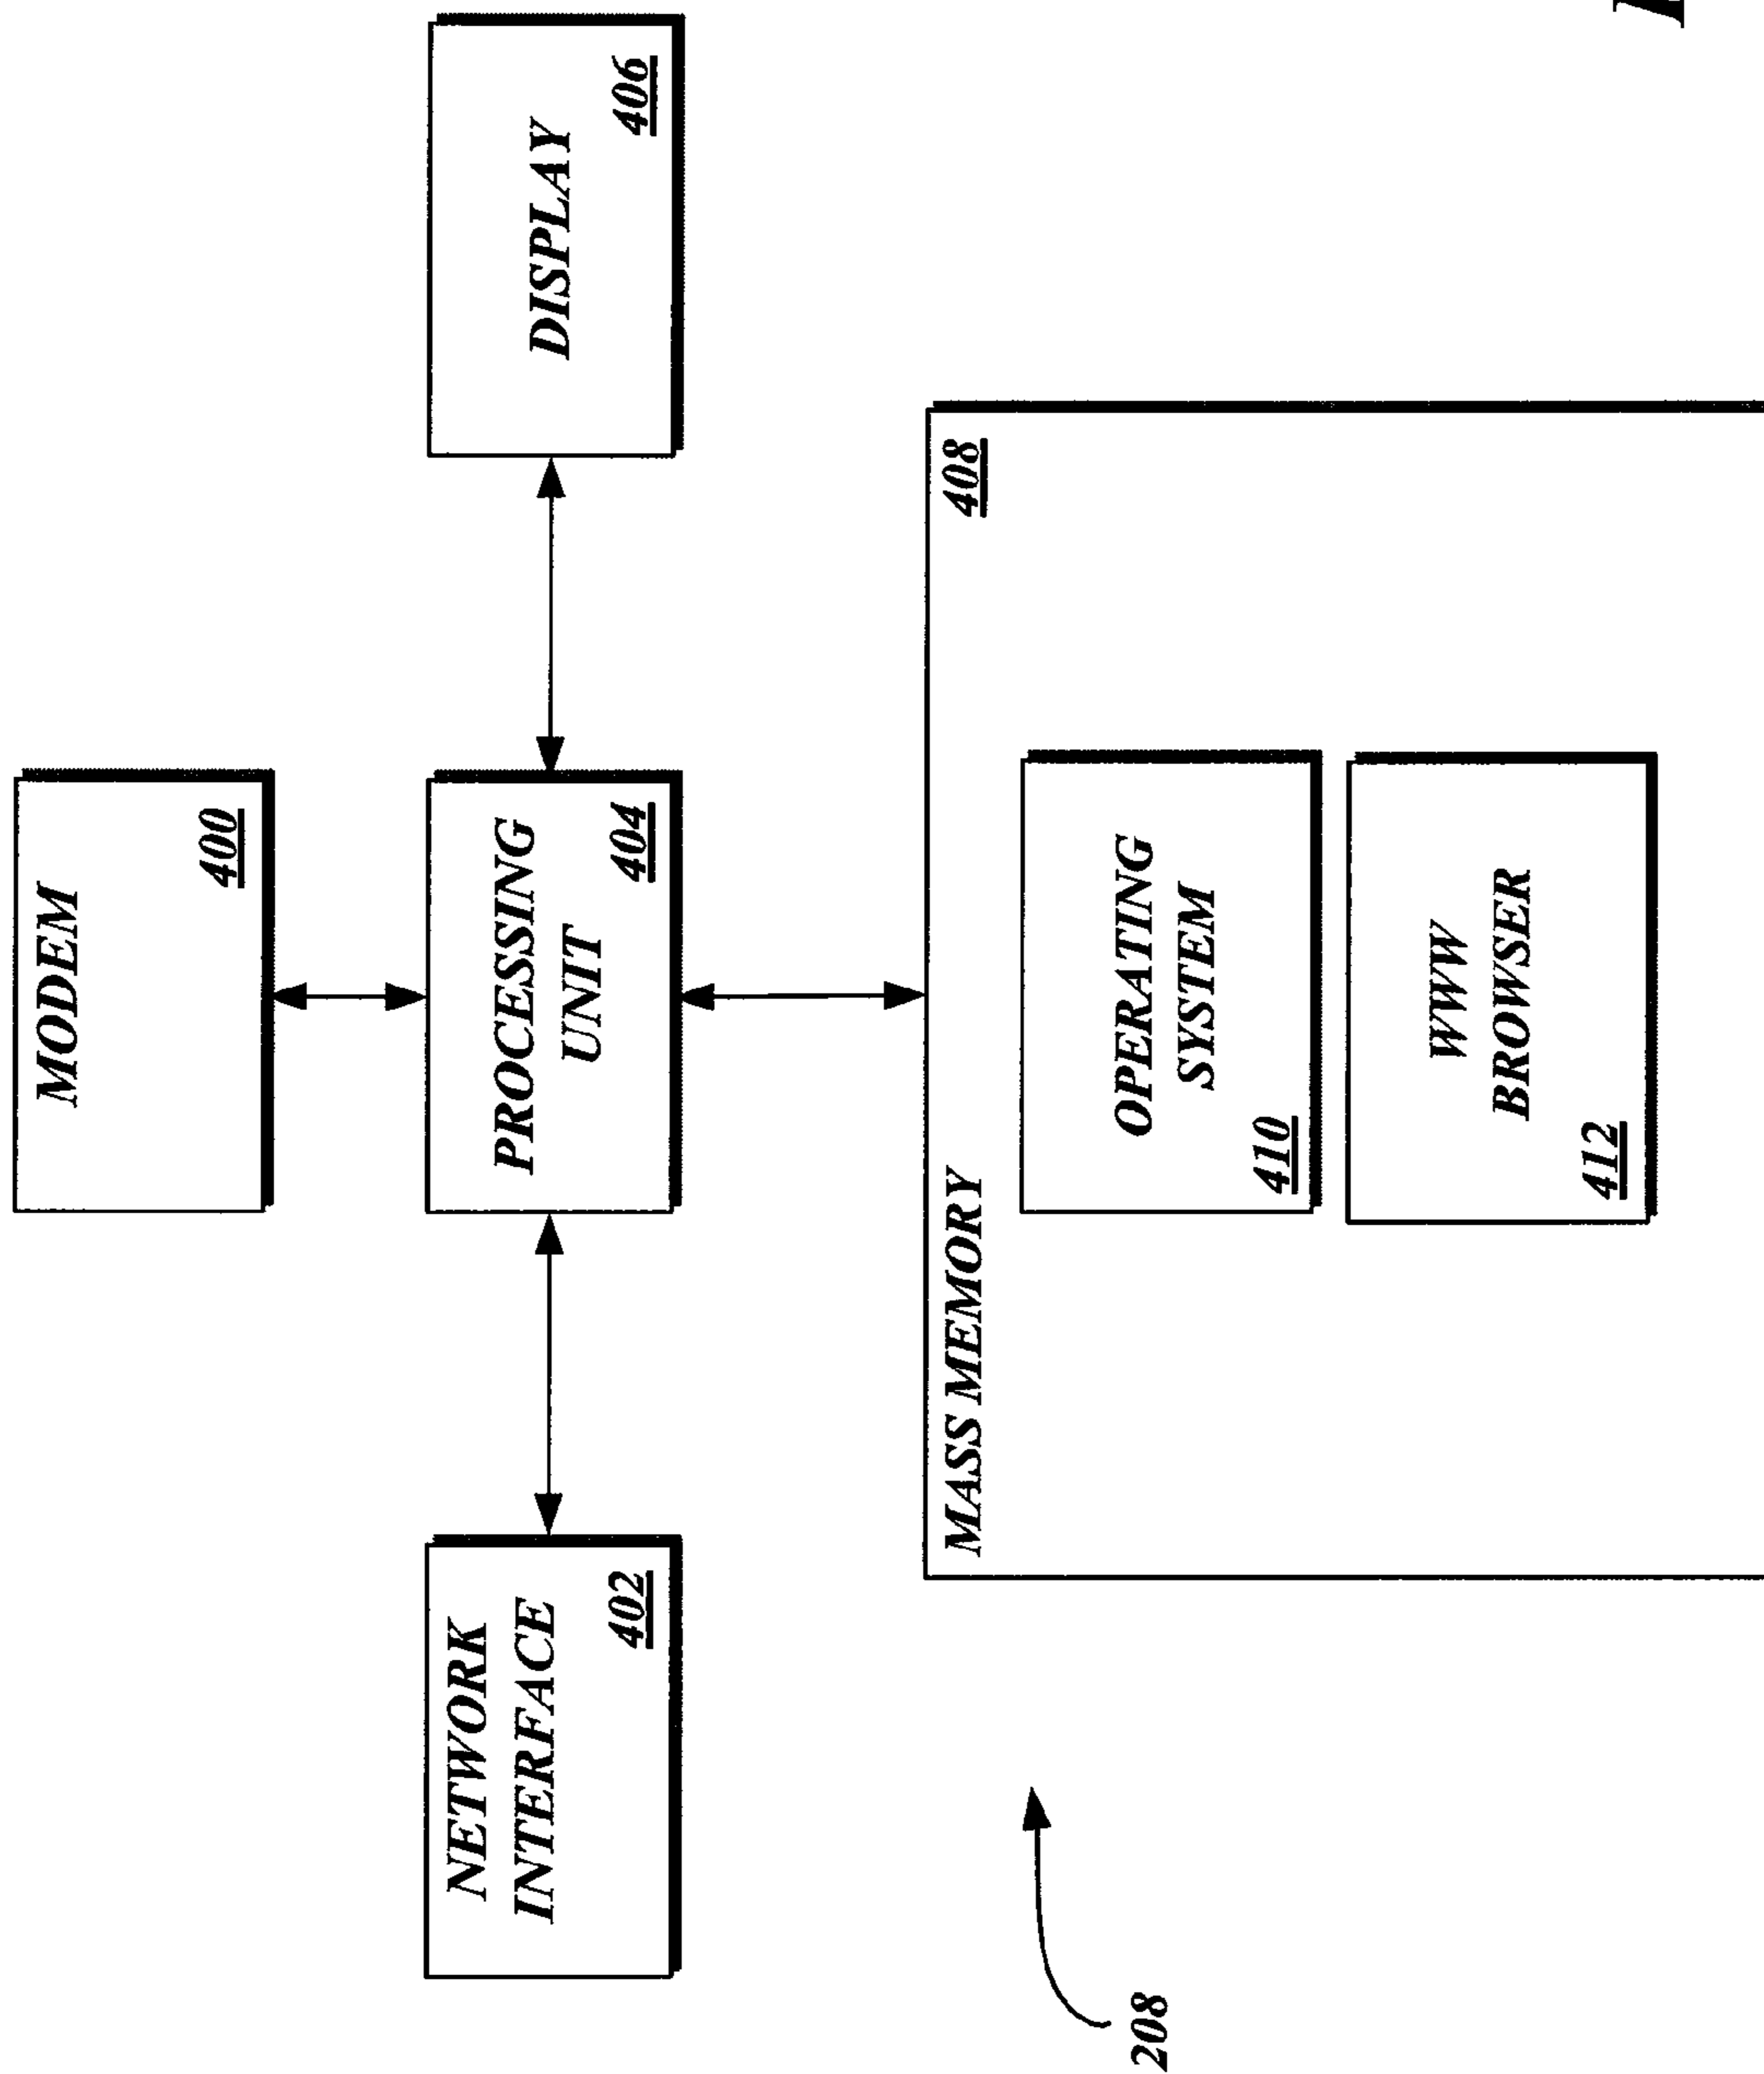 MODEM
400
NETWORK
INTERFACE
402
PROCESSING
UNIT
404
DISPLAY
406
MASS MEMORY
408
OPERATING
SYSTEM
410
WWW
BROWSER
412
208